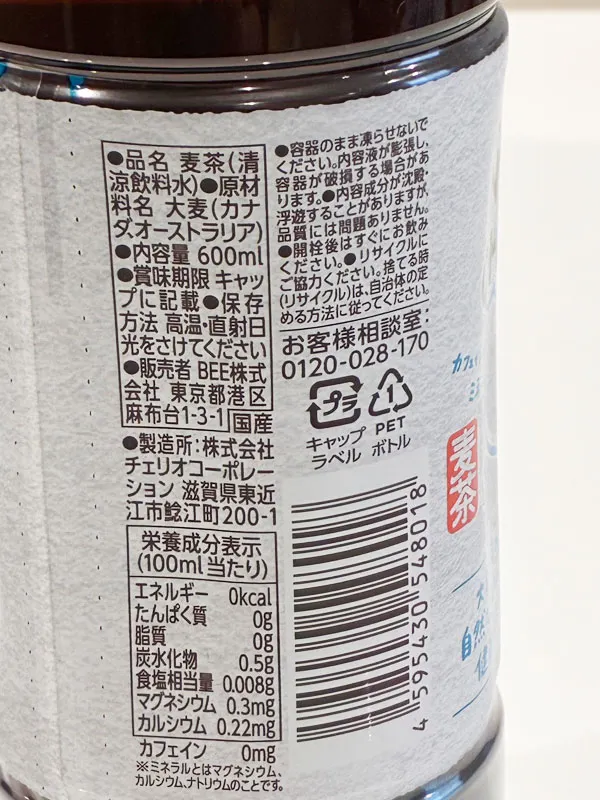 ●品名 麦茶(清
涼飲料水)●原材
料名 大麦(カナ
ダオーストラリア)
●内容量 600ml
●賞味期限 キャッ
プに記載 ●保存
方法 高温・直射日
光をさけてください
●販売者 BEE株式
会社 東京都港区
麻布台1-3-1 国産
●製造所:株式会社
チェリオコーポレー
ション 滋賀県東近
江市鯰江町200-1
栄養成分表示
(100ml当たり)
エネルギー 0kcal
たんぱく質 0g
脂質 0g
炭水化物 0.5g
食塩相当量 0.008g
マグネシウム 0.3mg
カルシウム 0.22mg
カフェイン 0mg
※ミネラルとはマグネシウム、
カルシウム、ナトリウムのことです。
●容器のまま凍らせないで
ください。内容液が膨張し、
容器が破損する場合があ
ります。●内容成分が沈殿・
浮遊することがありますが、
品質には問題ありません。
●開栓後はすぐにお飲み
ください。●リサイクルに
ご協力ください。捨てる時
(リサイクル)は、自治体の定
める方法に従ってください。
お客様相談室:
0120-028-170
プラ 1
キャップ PET
ラベル ボトル
4 595430 548018
カフェ
麦茶
自然
健